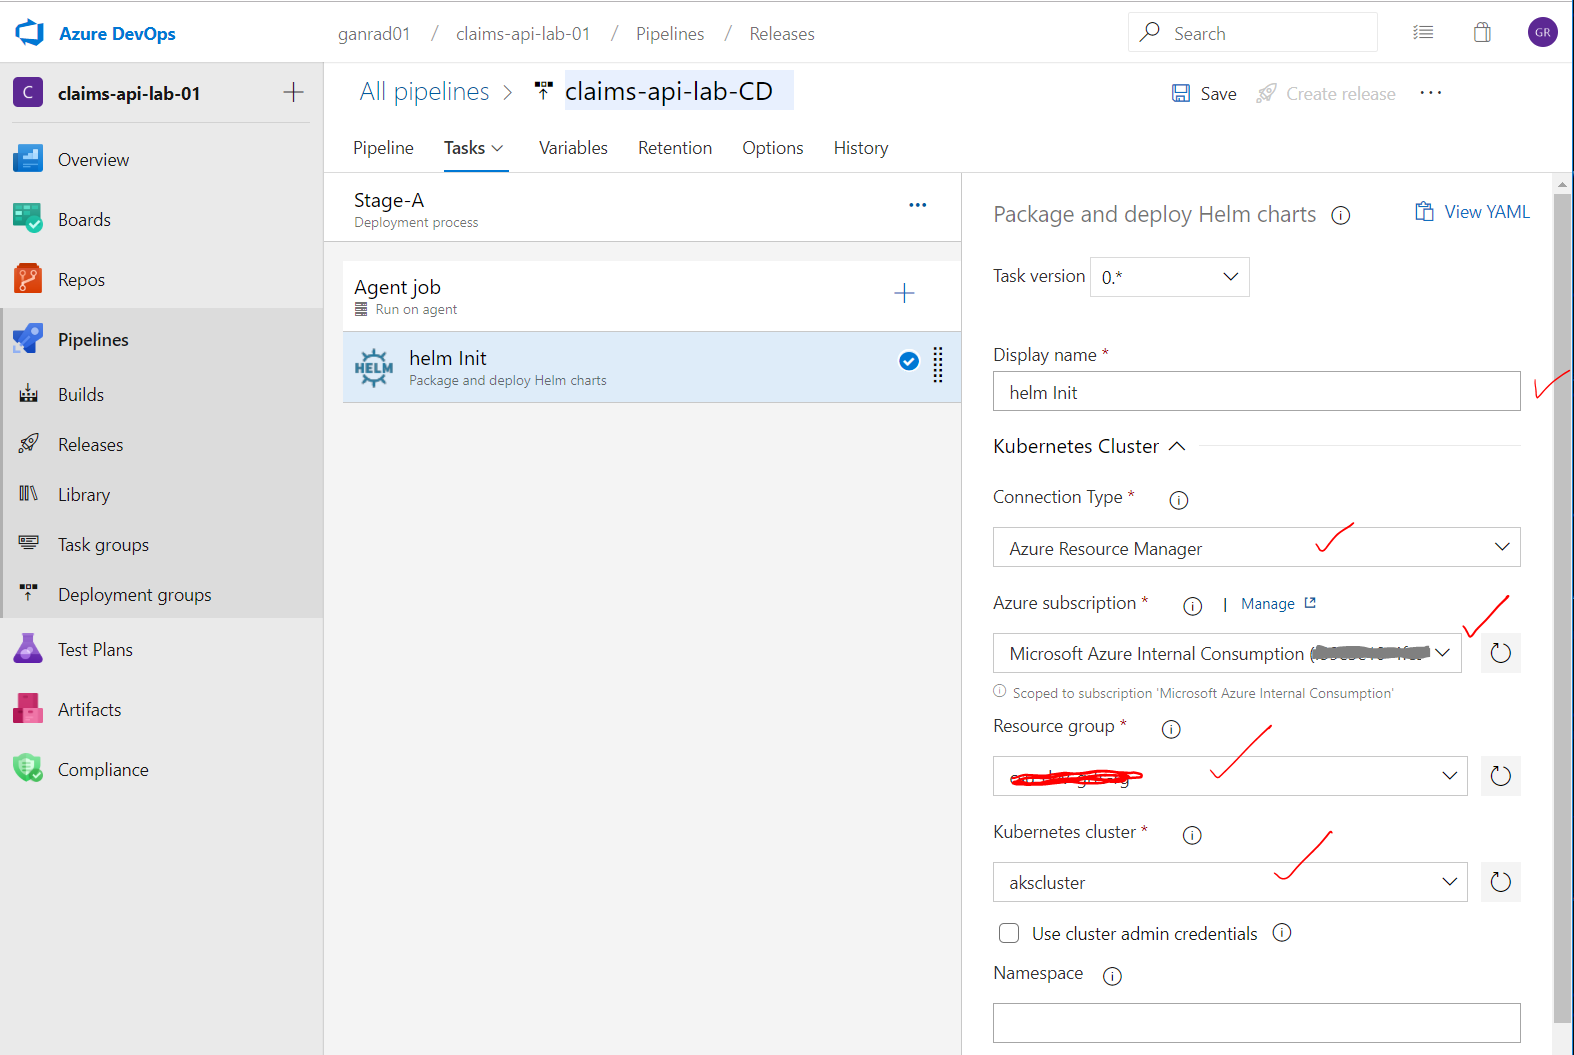 Azure DevOps
ganrad01 / claims-api-lab-01 / Pipelines / Releases
Search
GR
C
claims-api-lab-01
Overview
Boards
Repos
Pipelines
Builds
Releases
Library
Task groups
Deployment groups
Test Plans
Artifacts
Compliance
All pipelines > claims-api-lab-CD
Save
Create release
Pipeline
Tasks
Variables
Retention
Options
History
Stage-A
Deployment process
Agent job
Run on agent
HELM
helm Init
Package and deploy Helm charts
Package and deploy Helm charts
View YAML
Task version
0.*
Display name *
helm Init
Kubernetes Cluster
Connection Type *
Azure Resource Manager
Azure subscription *
| Manage
Microsoft Azure Internal Consumption (
Scoped to subscription 'Microsoft Azure Internal Consumption'
Resource group *
Kubernetes cluster *
akscluster
Use cluster admin credentials
Namespace